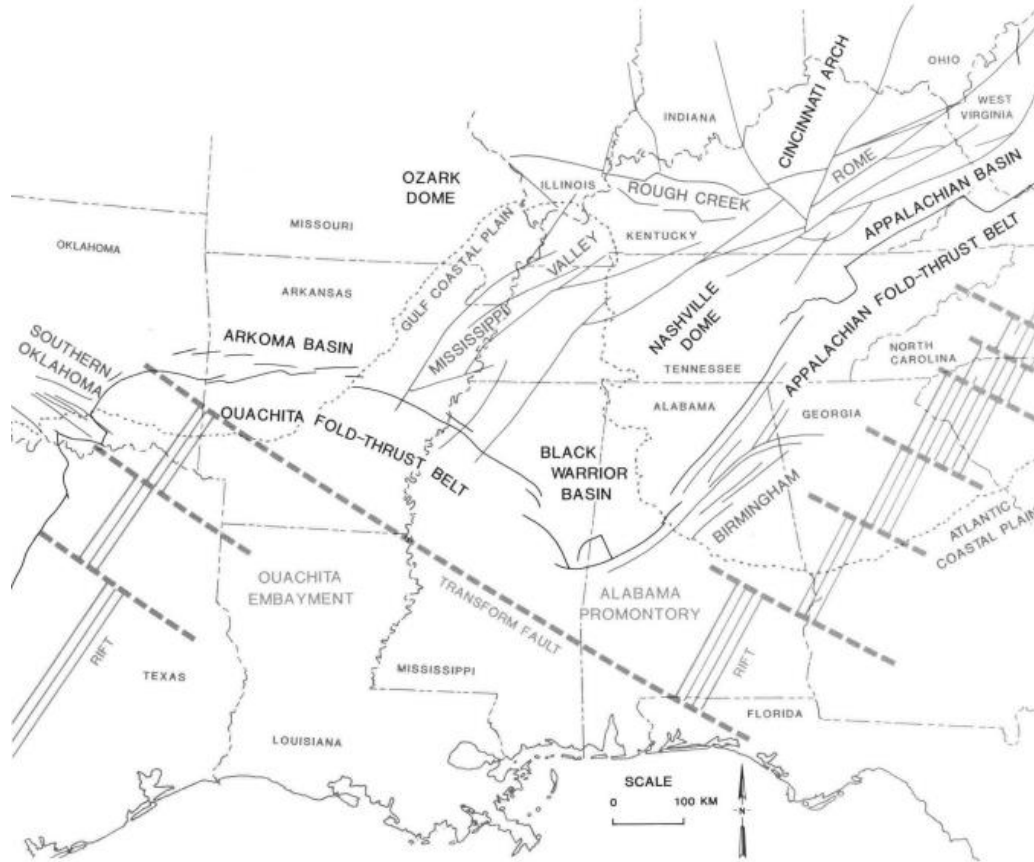 OHIO
CINCINNATI ARCH
WEST
VIRGINIA
INDIANA
ROME
OZARK
DOME
ILLINOIS
ROUGH CREEK
APPALACHIAN BASIN
MISSOURI
OKLAHOMA
GULF COASTAL PLAIN
KENTUCKY
VALLEY
MISSISSIPPI
APPALACHIAN FOLD-THRUST BELT
ARKANSAS
NASHVILLE
DOME
ARKOMA BASIN
SOUTHERN
OKLAHOMA
NORTH
CAROLINA
TENNESSEE
OUACHITA FOLD-THRUST BELT
ALABAMA
GEORGIA
BLACK
WARRIOR
BASIN
BIRMINGHAM
ATLANTIC
COASTAL PLAIN
OUACHITA
EMBAYMENT
TRANSFORM FAULT
ALABAMA
PROMONTORY
RIFT
RIFT
TEXAS
MISSISSIPPI
FLORIDA
LOUISIANA
SCALE
0 100 KM
N